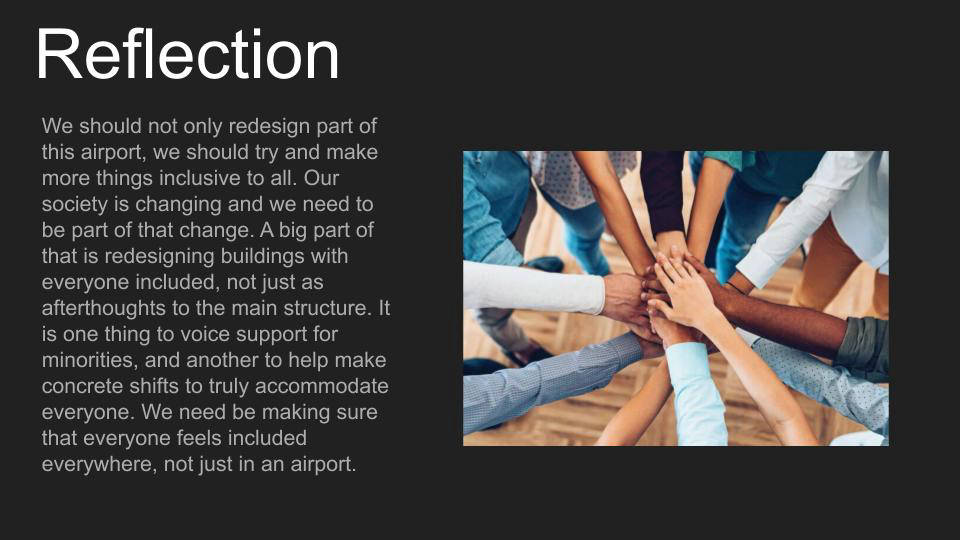 Reflection
We should not only redesign part of
this airport, we should try and make
more things inclusive to all. Our
society is changing and we need to
be part of that change. A big part of
that is redesigning buildings with
everyone included, not just as
afterthoughts to the main structure. It
is one thing to voice support for
minorities, and another to help make
concrete shifts to truly accommodate
everyone. We need be making sure
that everyone feels included
everywhere, not just in an airport.